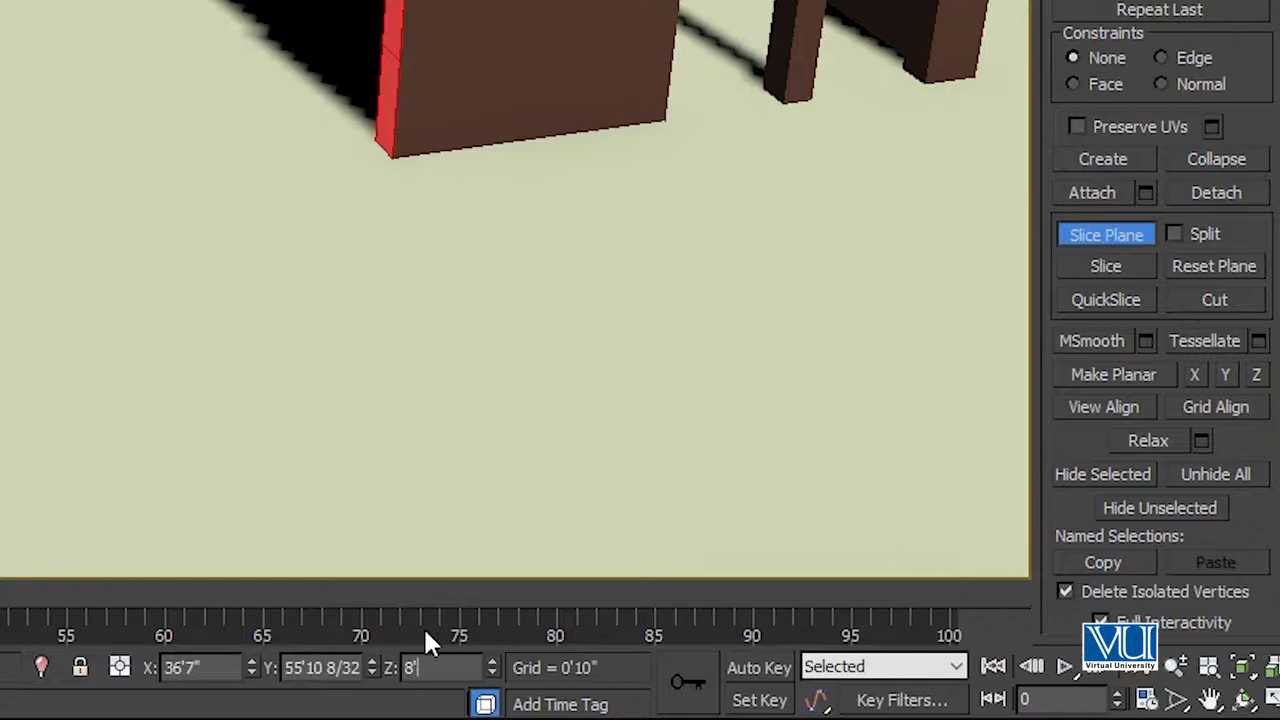 Repeat Last
Constraints
None Edge
Face Normal
Preserve UVs
Create Collapse
Attach Detach
Slice Plane Split
Slice Reset Plane
QuickSlice Cut
MSmooth Tessellate
Make Planar X Y Z
View Align Grid Align
Relax
Hide Selected Unhide All
Hide Unselected
Named Selections:
Copy Paste
Delete Isolated Vertices
Full Interactivity
VU
Virtual University
55 60 65 70 75 80 85 90 95 100
X: 36'7" Y: 55'10 8/32 Z: 8' Grid = 0'10" Auto Key Selected
Add Time Tag Set Key Key Filters... 0